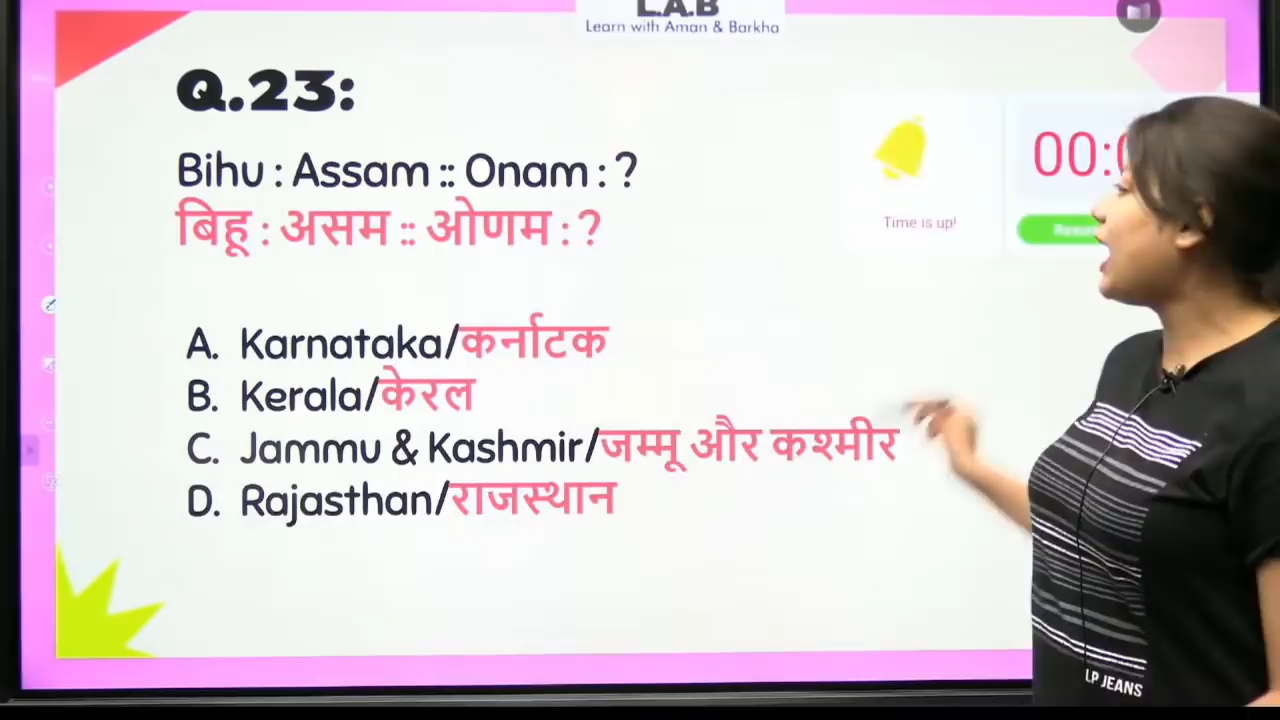 L.A.B
Learn with Aman & Barkha
Q.23:
Bihu : Assam :: Onam : ?
बिहू : असम :: ओणम : ?
Time is up!
A. Karnataka/कर्नाटक
B. Kerala/केरल
C. Jammu & Kashmir/जम्मू और कश्मीर
D. Rajasthan/राजस्थान
LP JEANS